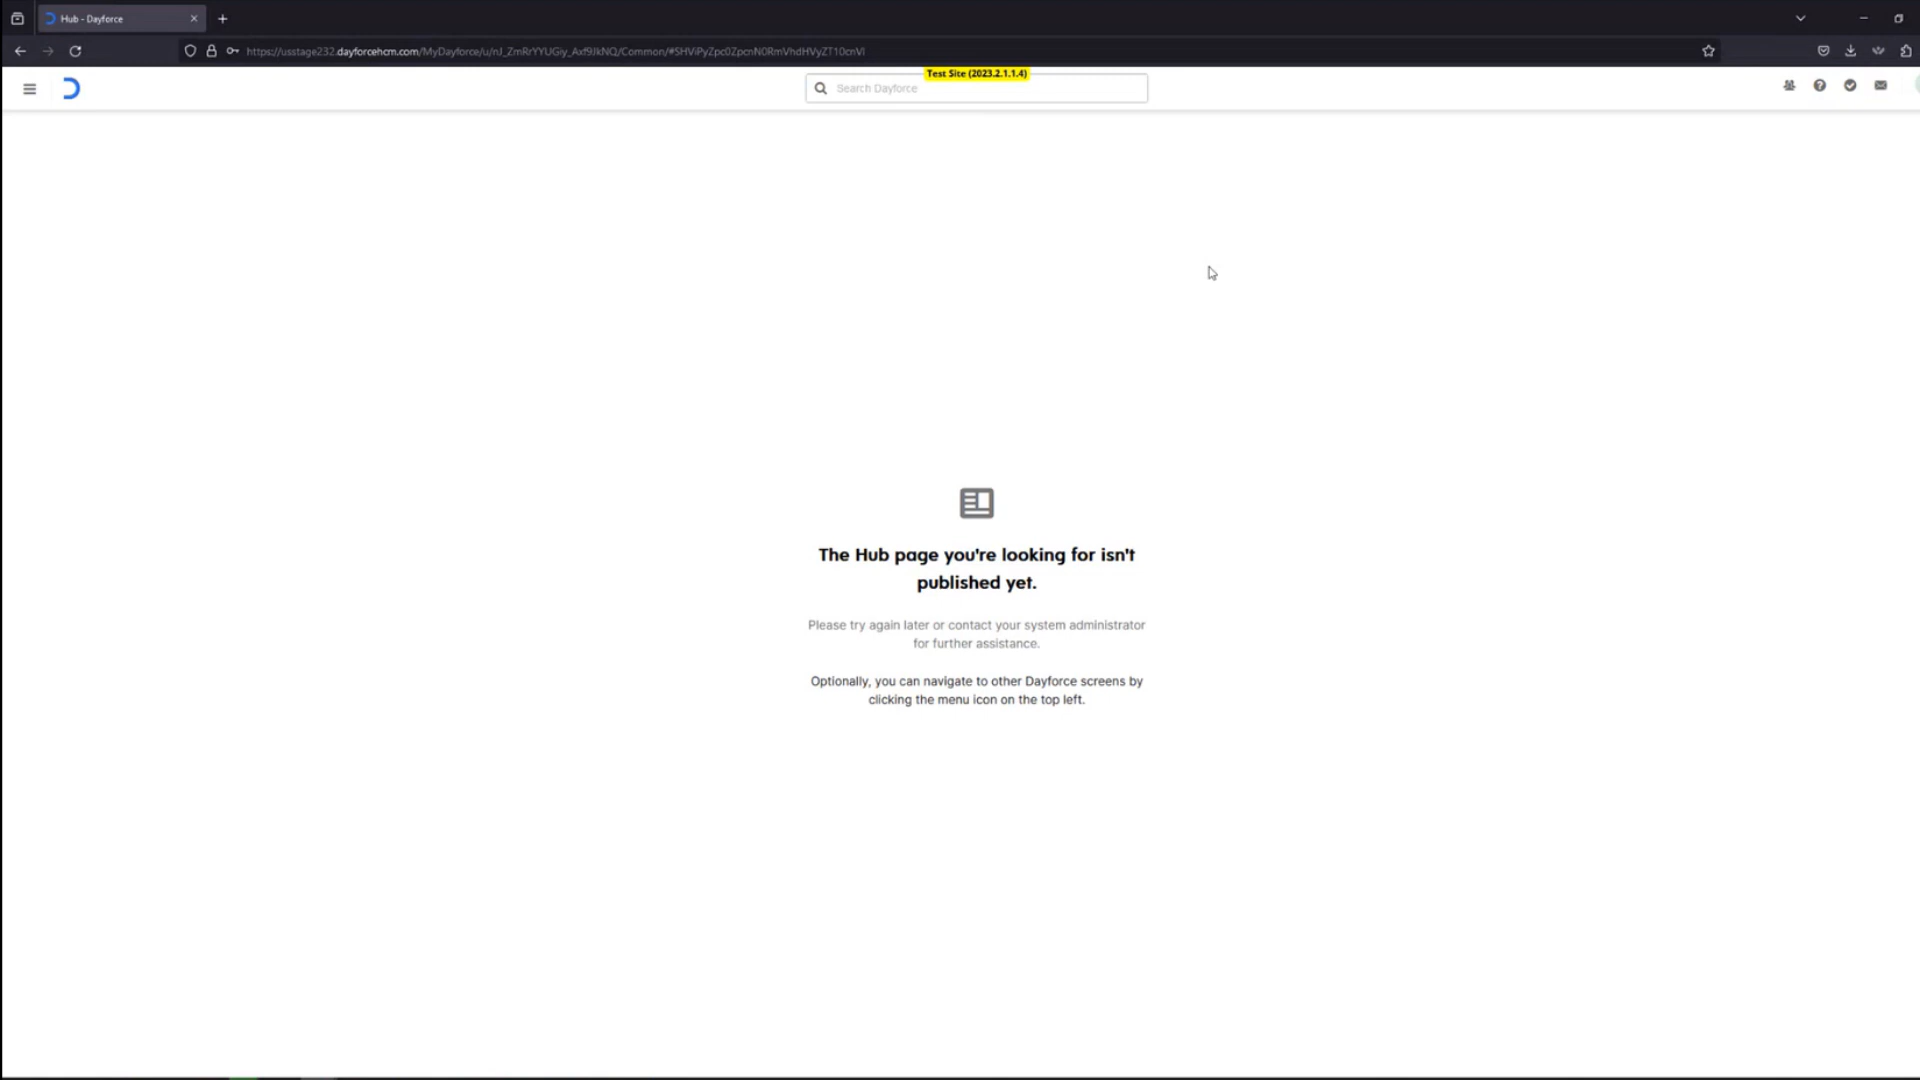 Hub - Dayforce
Test Site (2023.2.1.1.4)
Search Dayforce
The Hub page you're looking for isn't
published yet.
Please try again later or contact your system administrator
for further assistance.
Optionally, you can navigate to other Dayforce screens by
clicking the menu icon on the top left.